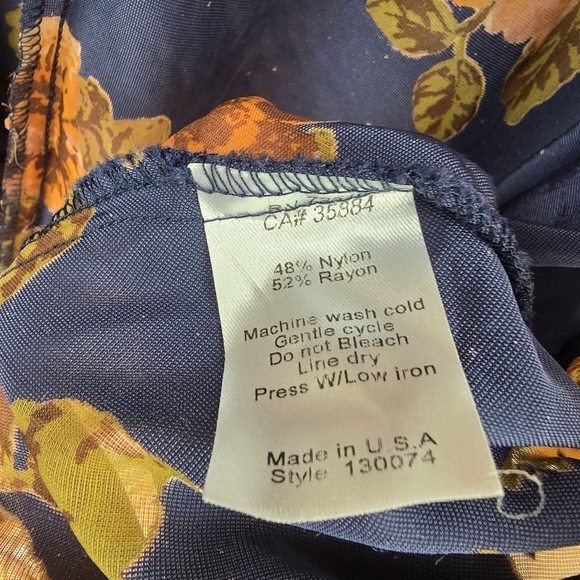 CA# 35884
48% Nylon
52% Rayon
Machine wash cold
Gentle cycle
Do not Bleach
Line dry
Press W/Low iron
Made in U.S.A
Style 130074